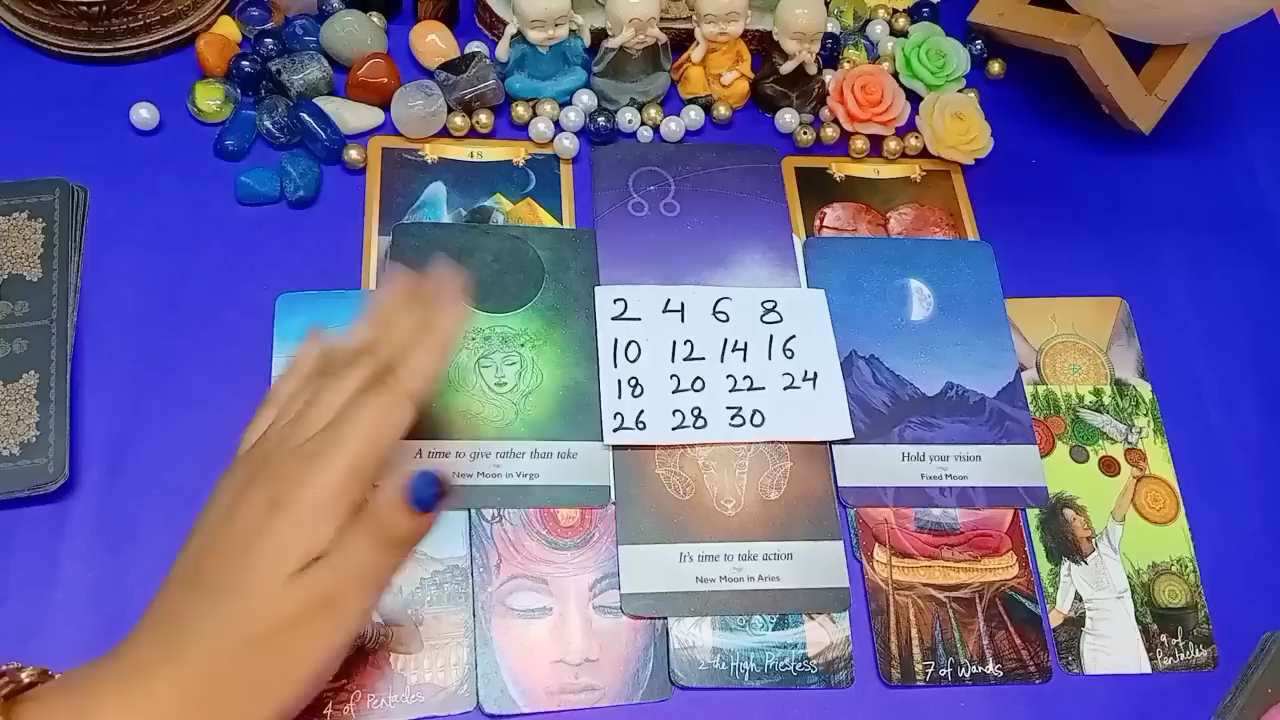 48
9
2 4 6 8
10 12 14 16
18 20 22 24
26 28 30
A time to give rather than take
New Moon in Virgo
Hold your vision
Fixed Moon
It's time to take action
New Moon in Aries
4 of Pentacles
2 the High Priestess
7 of Wands
9 of Pentacles